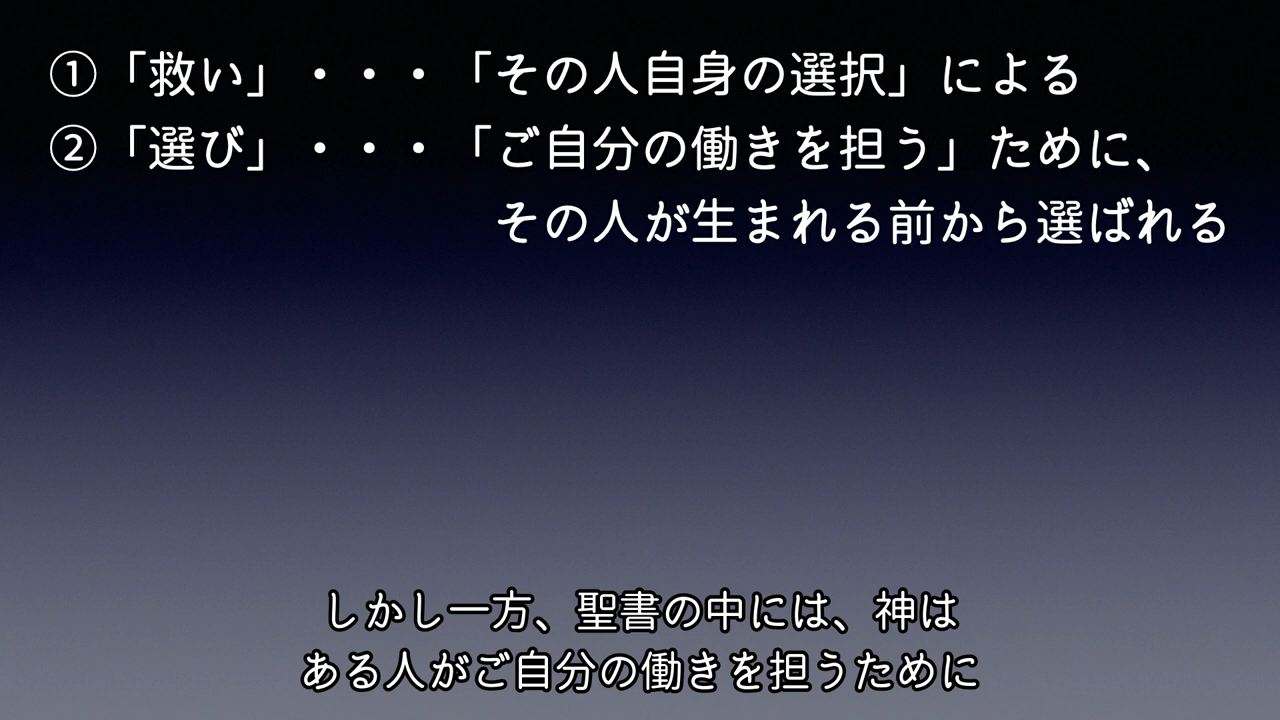 ①「救い」・・・「その人自身の選択」による
②「選び」・・・「ご自分の働きを担う」ために、
その人が生まれる前から選ばれる
しかし一方、聖書の中には、神は
ある人がご自分の働きを担うために